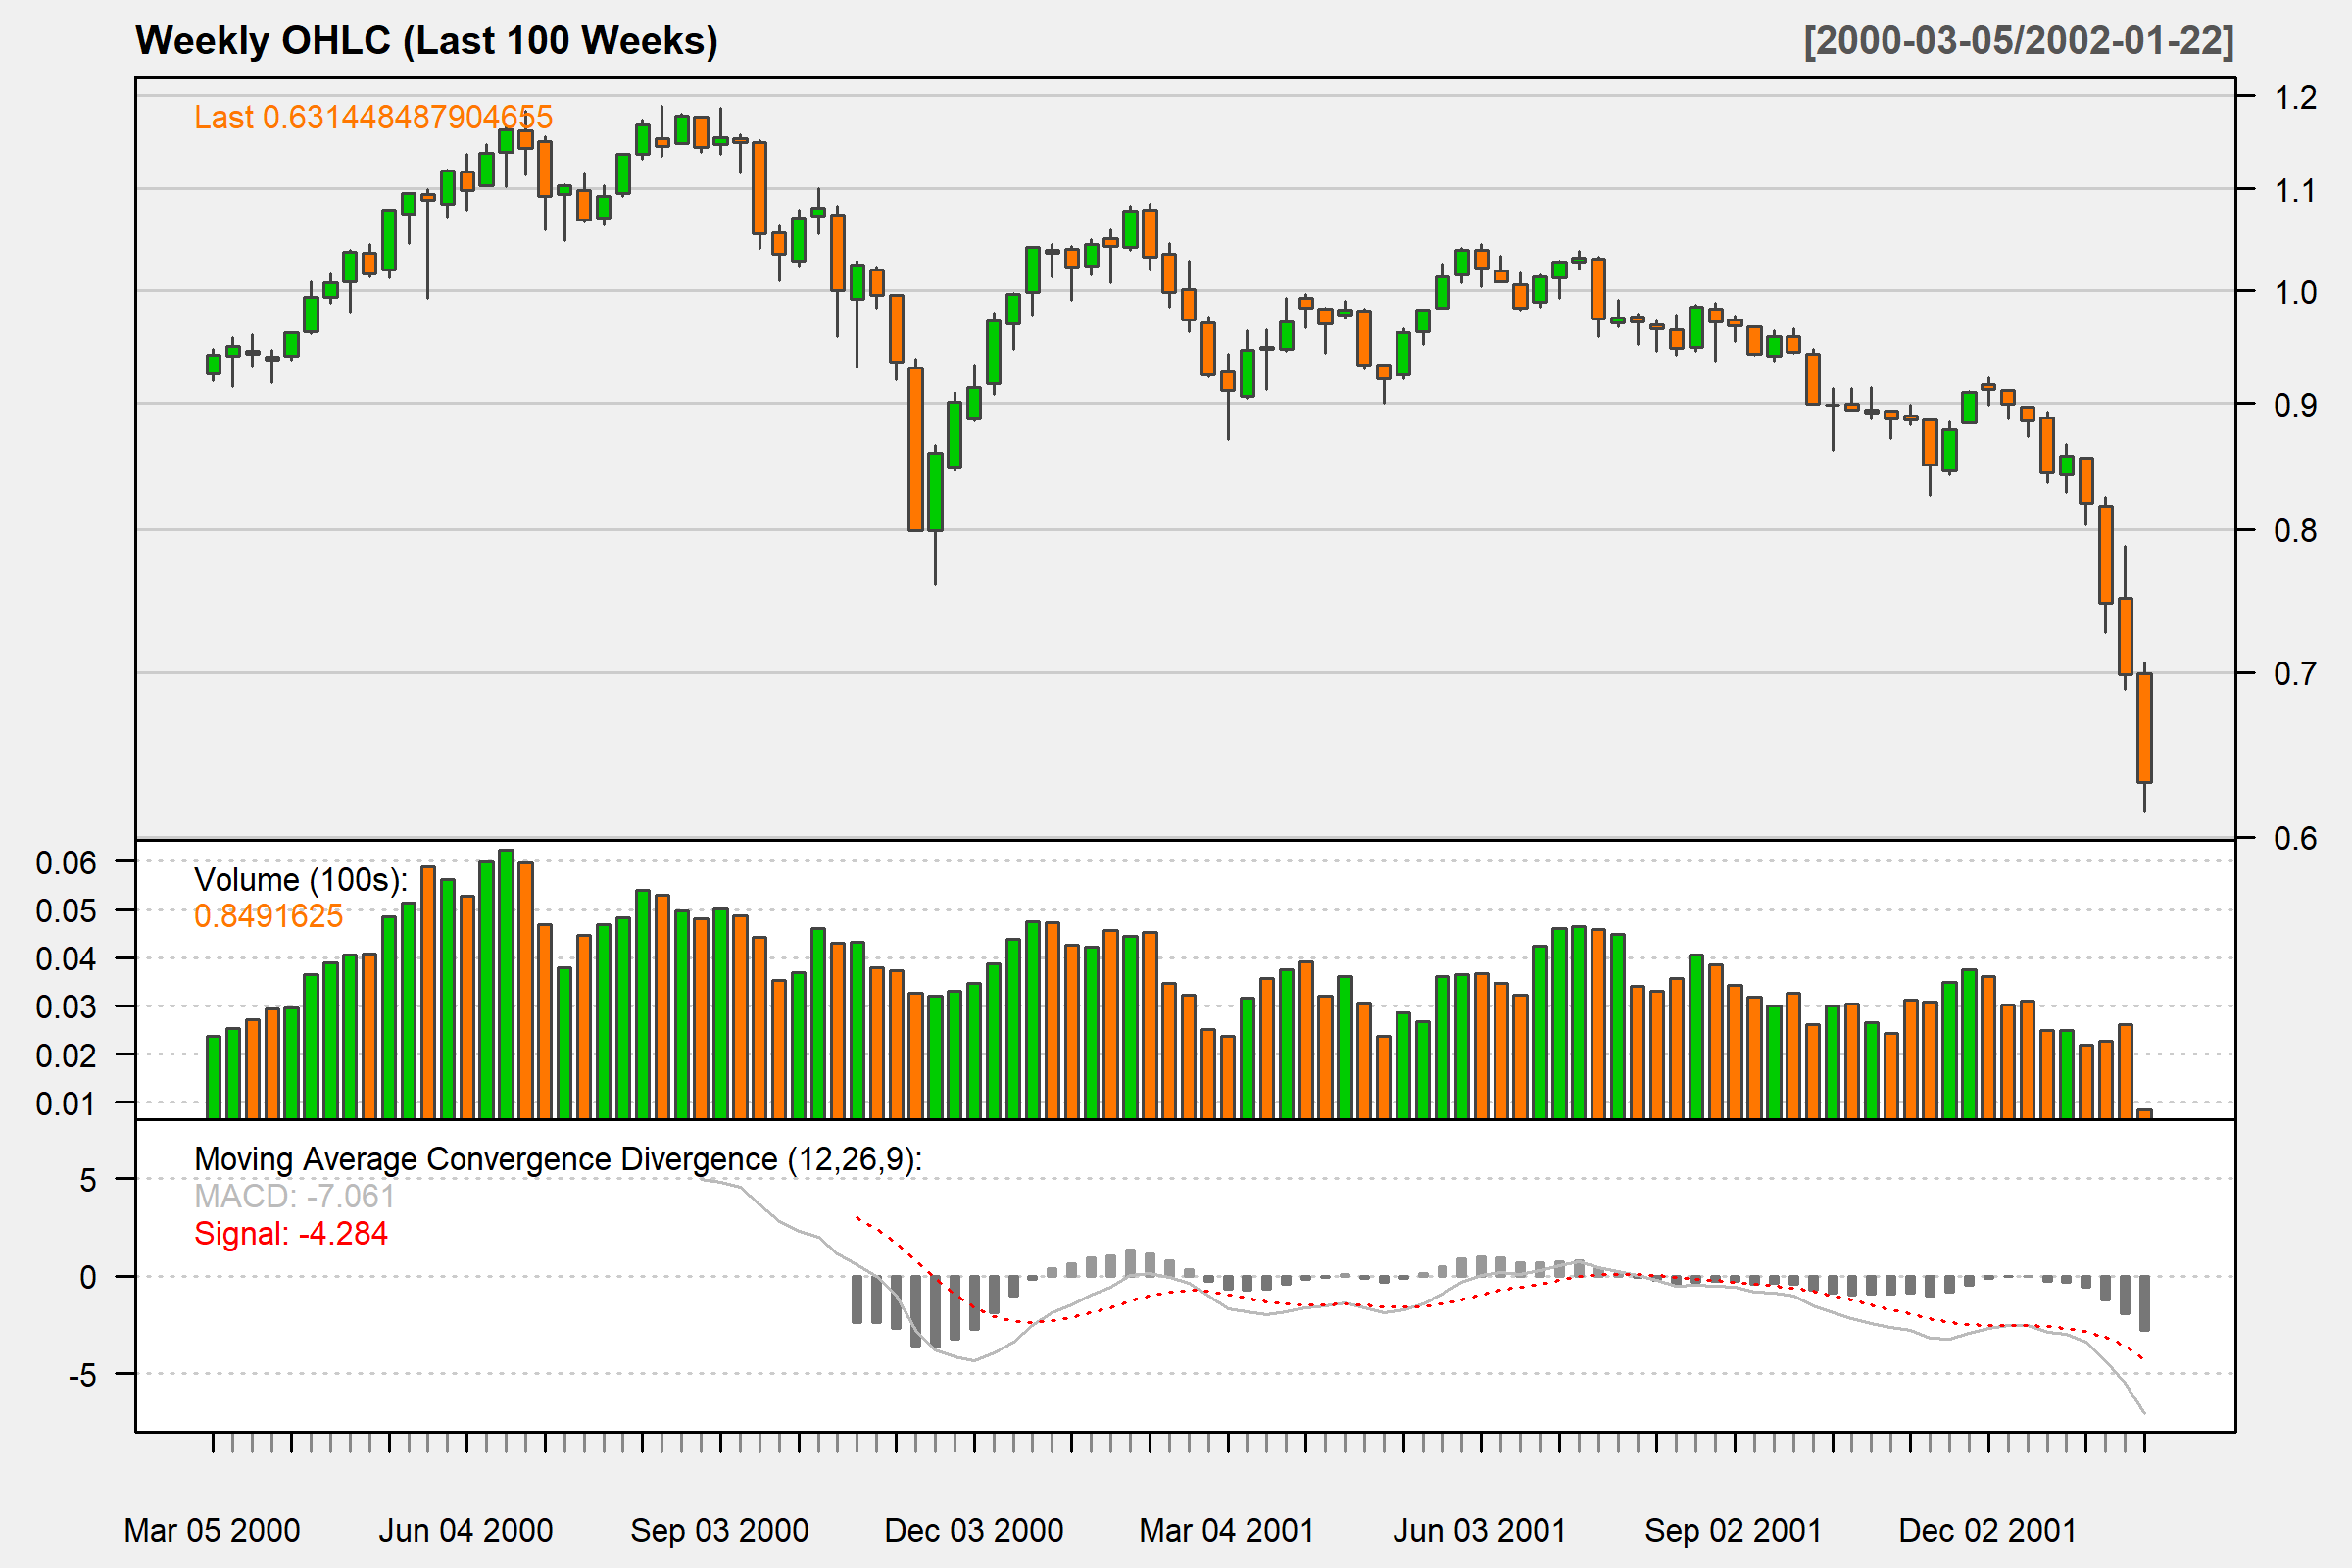 Weekly OHLC (Last 100 Weeks)
[2000-03-05/2002-01-22]
Last 0.631448487904655
1.2
1.1
1.0
0.9
0.8
0.7
0.6
Volume (100s):
0.8491625
0.06
0.05
0.04
0.03
0.02
0.01
Moving Average Convergence Divergence (12,26,9):
MACD: -7.061
Signal: -4.284
5
0
-5
Mar 05 2000
Jun 04 2000
Sep 03 2000
Dec 03 2000
Mar 04 2001
Jun 03 2001
Sep 02 2001
Dec 02 2001